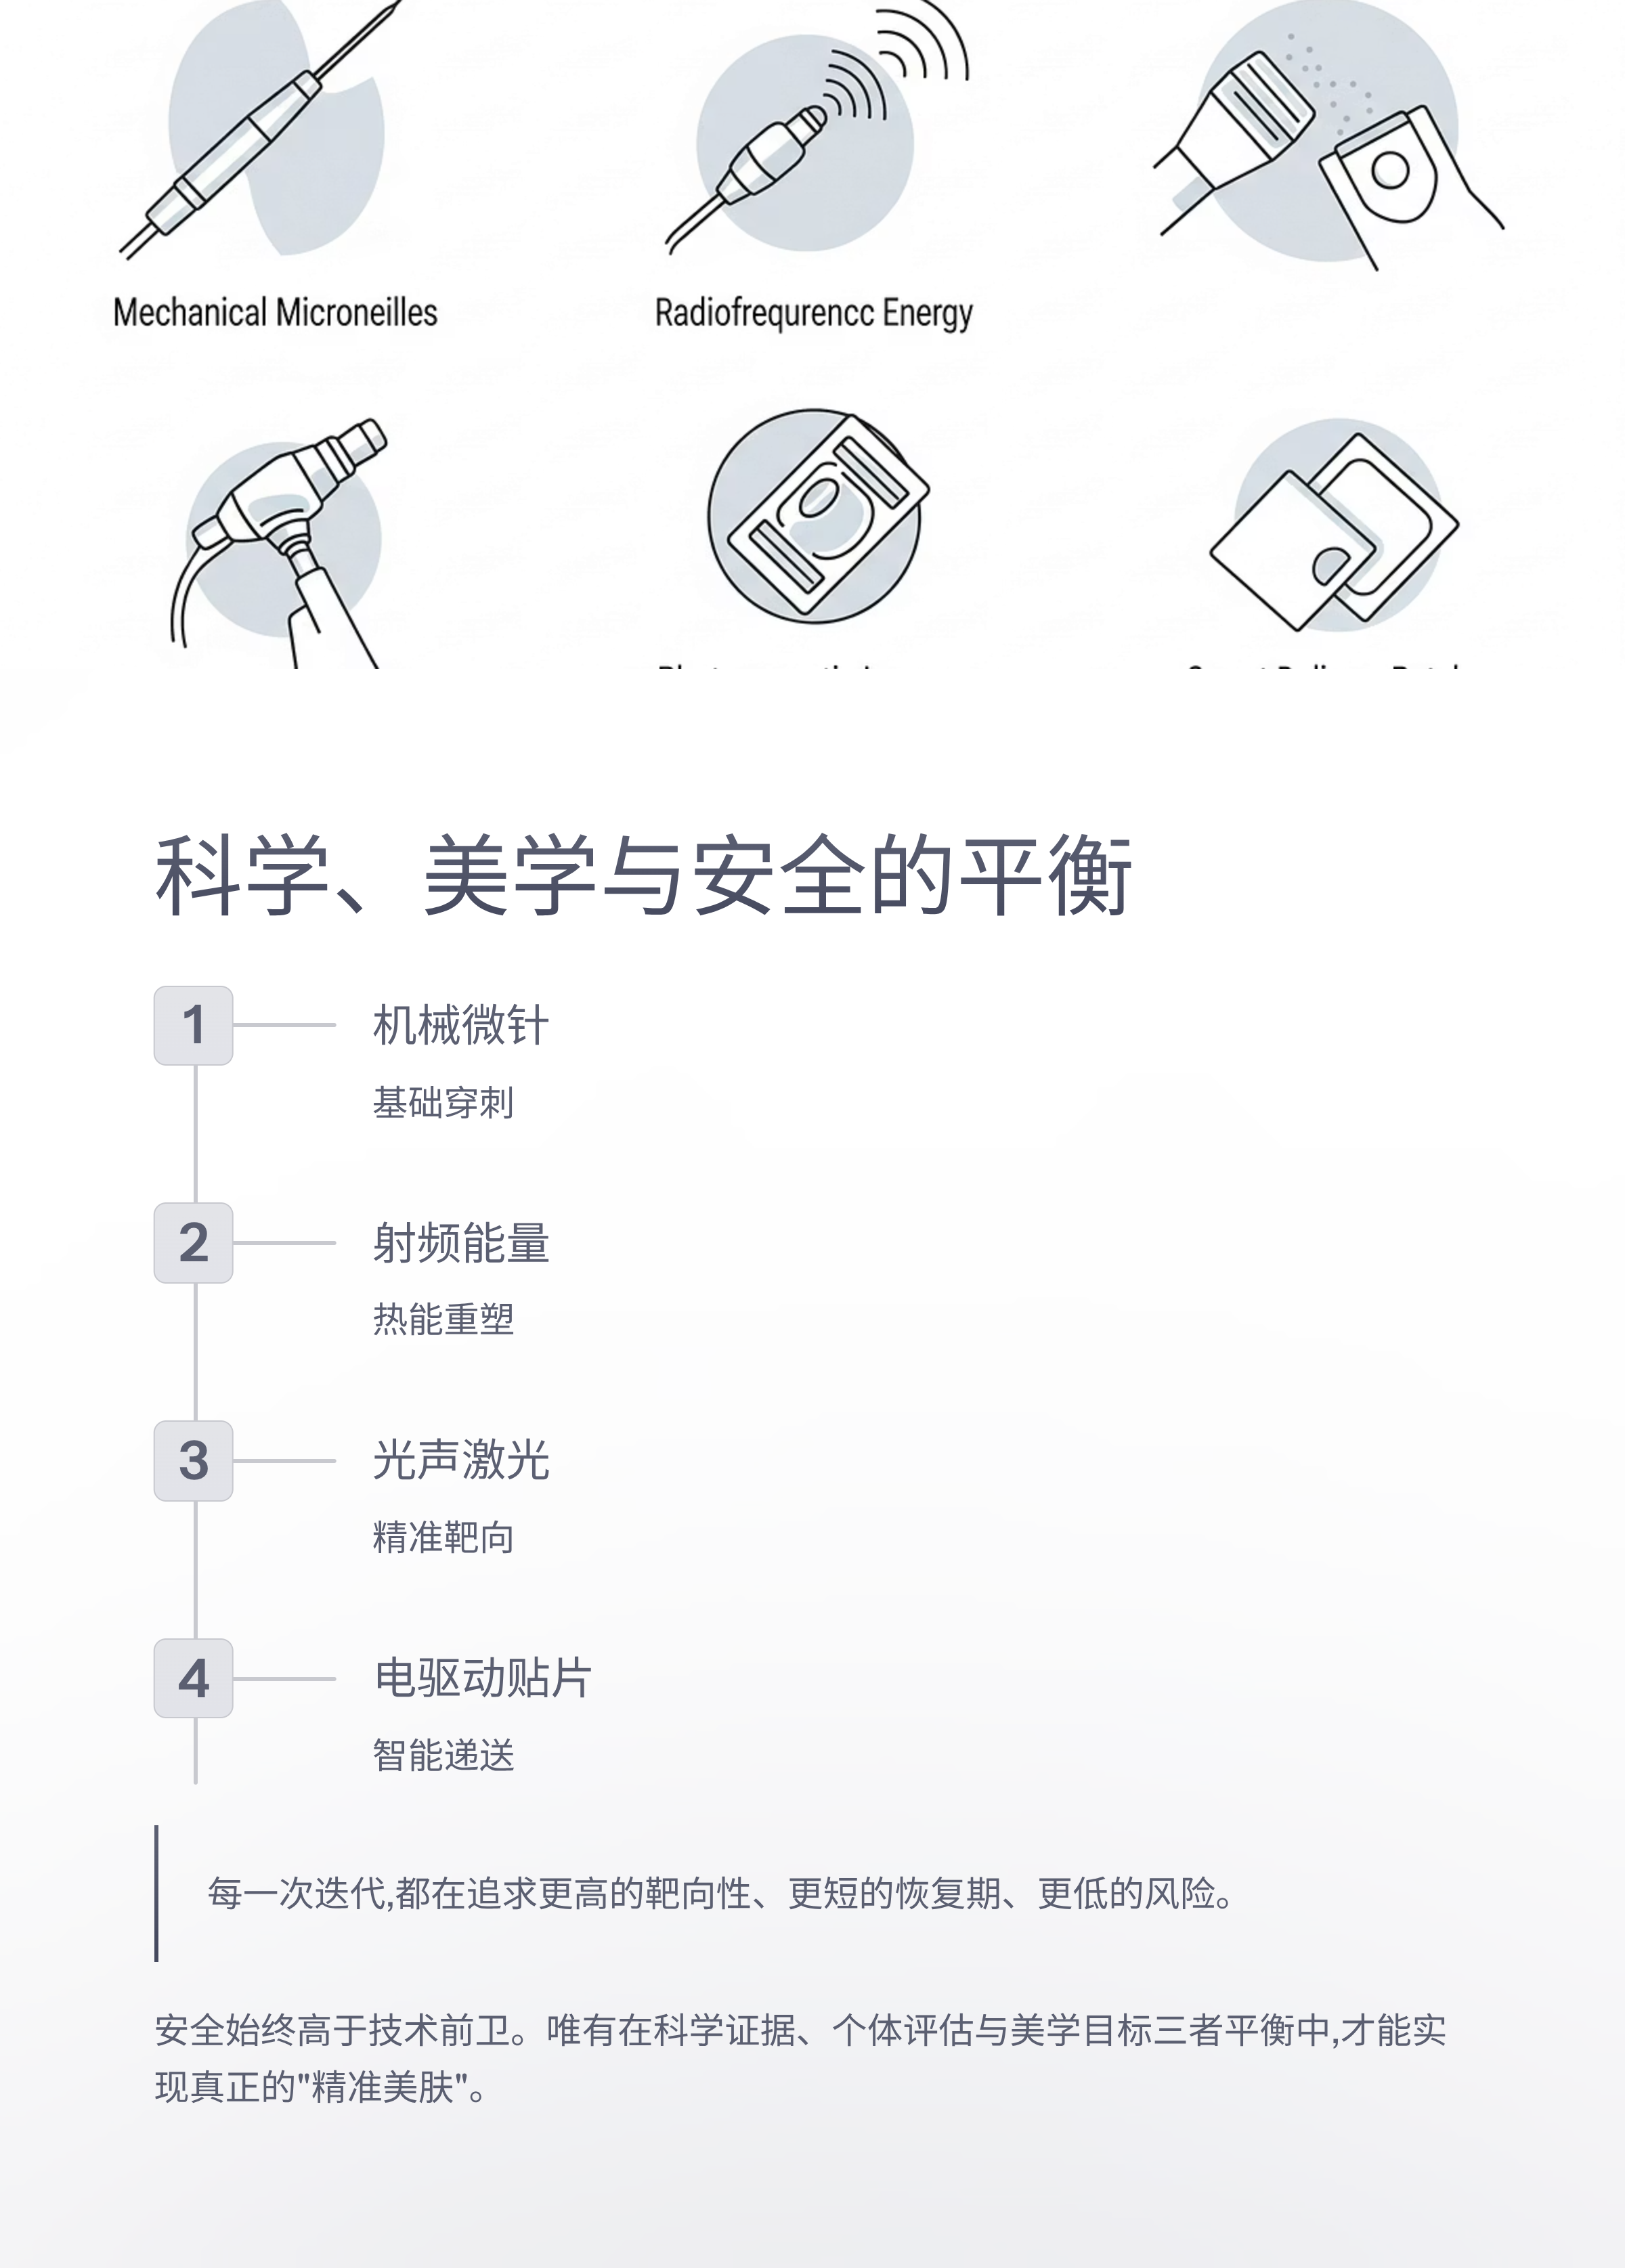 Mechanical Microneilles
Radiofrequrencc Energy
科学、美学与安全的平衡
1
机械微针
基础穿刺
2
射频能量
热能重塑
3
光声激光
精准靶向
4
电驱动贴片
智能递送
每一次迭代,都在追求更高的靶向性、更短的恢复期、更低的风险。
安全始终高于技术前卫。唯有在科学证据、个体评估与美学目标三者平衡中,才能实
现真正的"精准美肤"。